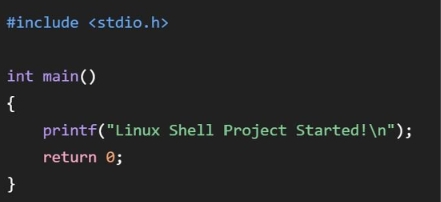 #include <stdio.h>
int main()
{
    printf("Linux Shell Project Started!\n");
    return 0;
}